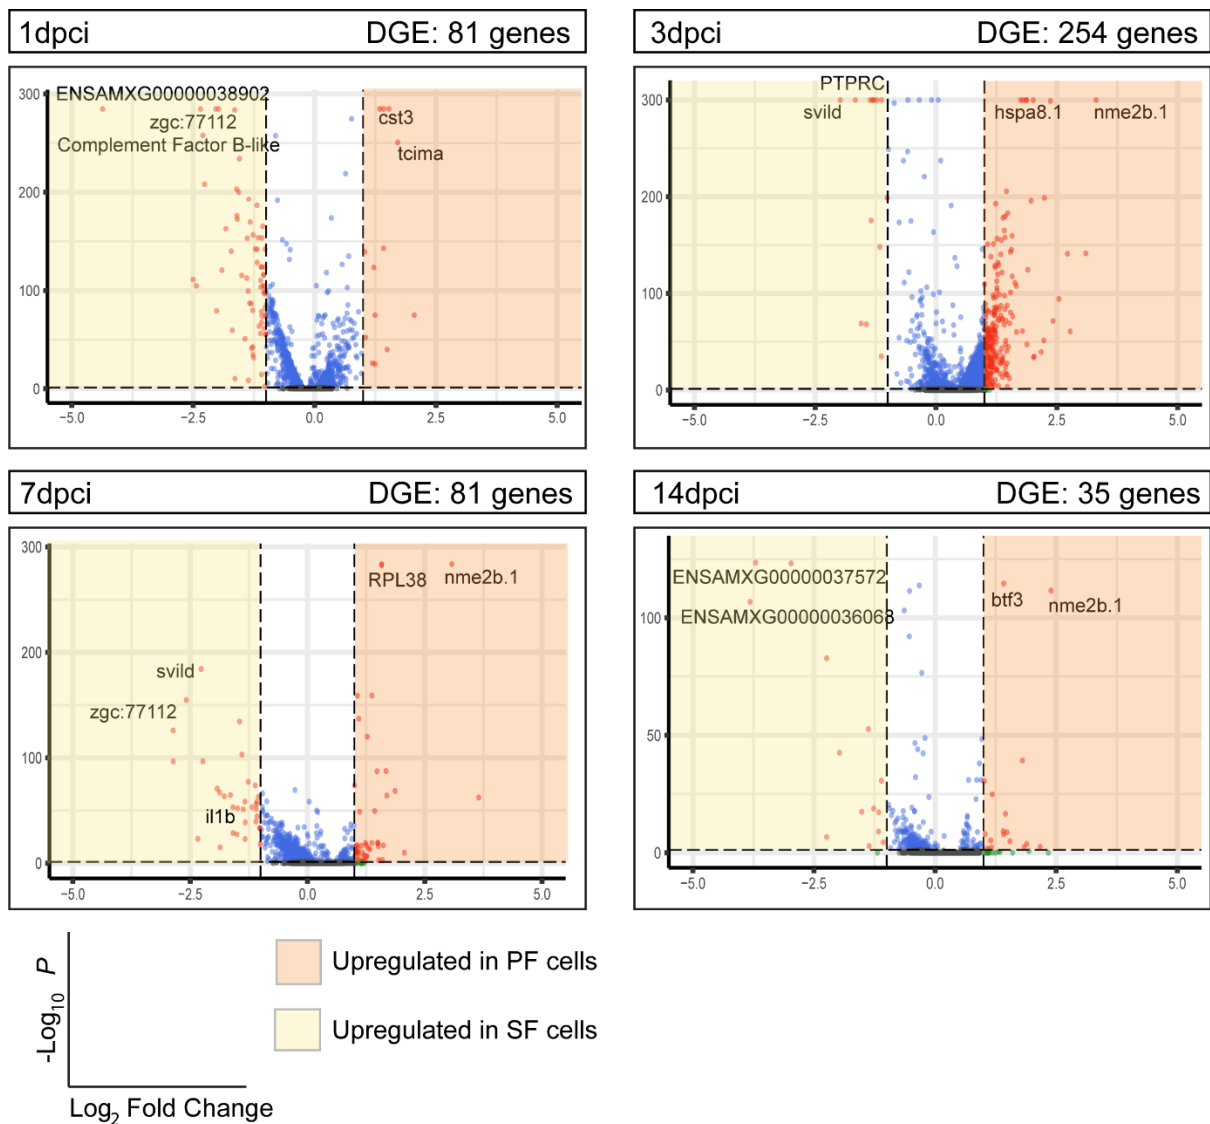 1dpci DGE: 81 genes
300
200
100
0
ENSAMXG00000038902
zgc:77112
Complement Factor B-like
cst3
tcima
−5.0 −2.5 0.0 2.5 5.0
3dpci DGE: 254 genes
300
200
100
0
PTPRC
svild
hspa8.1
nme2b.1
−5.0 −2.5 0.0 2.5 5.0
7dpci DGE: 81 genes
300
200
100
0
RPL38
nme2b.1
svild
zgc:77112
il1b
−5.0 −2.5 0.0 2.5 5.0
14dpci DGE: 35 genes
100
50
0
ENSAMXG00000037572
ENSAMXG00000036068
btf3
nme2b.1
−5.0 −2.5 0.0 2.5 5.0
-Log10 P
Log2 Fold Change
Upregulated in PF cells
Upregulated in SF cells